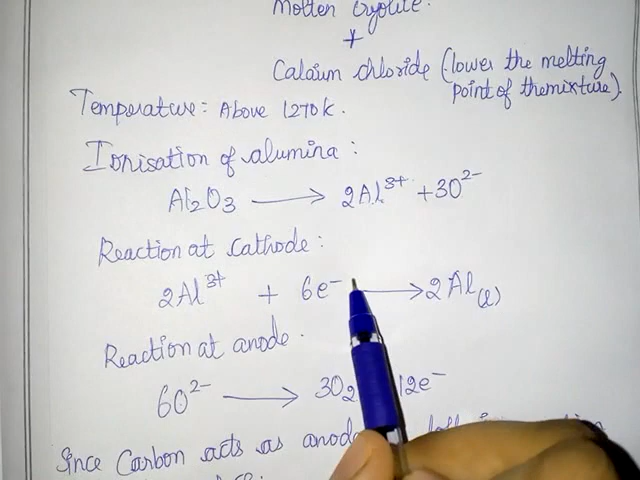 Molten Cryolite.
+
Calcium chloride (lower the melting
point of the mixture).
Temperature: Above 1270K.
Ionisation of alumina:
Al2O3 ⟶ 2Al3+ + 3O2-
Reaction at Cathode:
2Al3+ + 6e- ⟶ 2Al(l)
Reaction at anode.
6O2- ⟶ 3O2 12e-
Since Carbon acts as